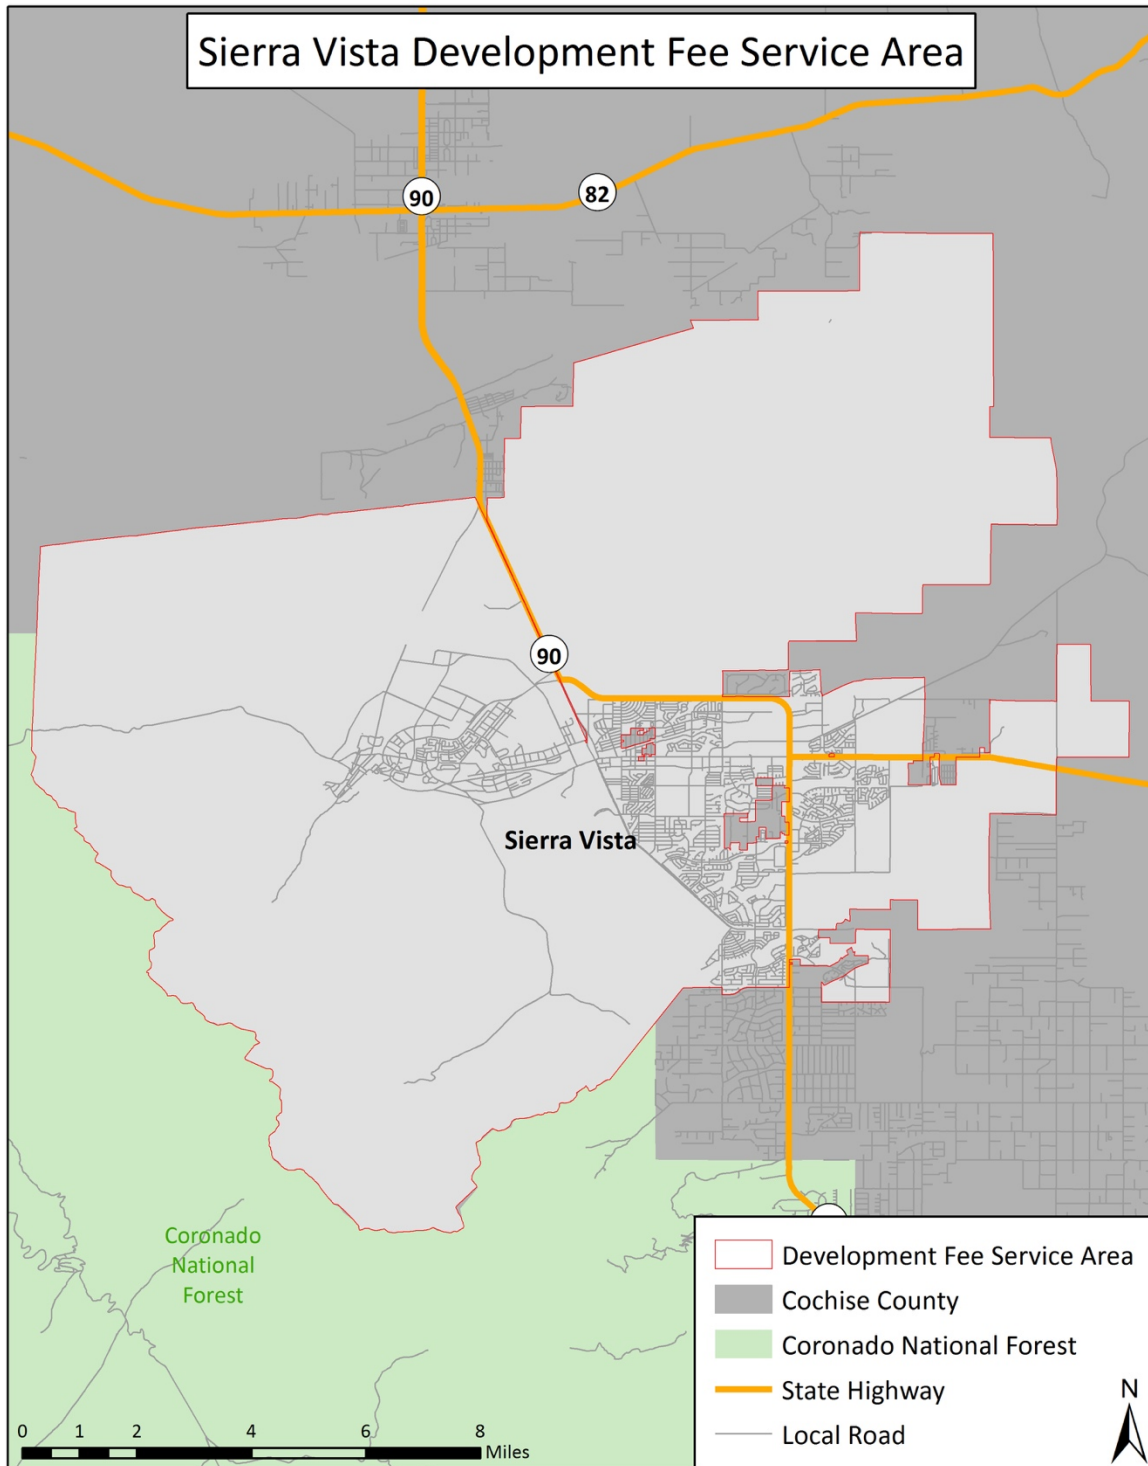 Sierra Vista Development Fee Service Area
90
82
90
Sierra Vista
Coronado
National
Forest
Development Fee Service Area
Cochise County
Coronado National Forest
State Highway
Local Road
N
0 1 2 4 6 8
Miles